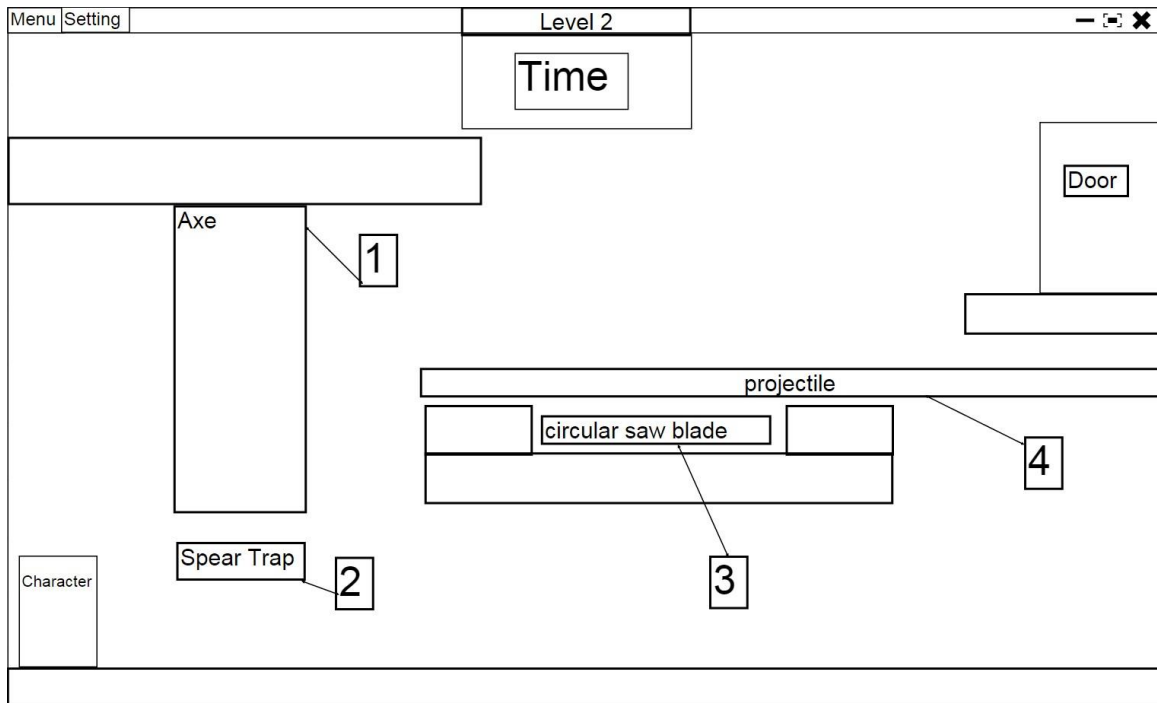 Menu Setting
Level 2
Time
Door
Axe
1
projectile
circular saw blade
4
Spear Trap
2
3
Character